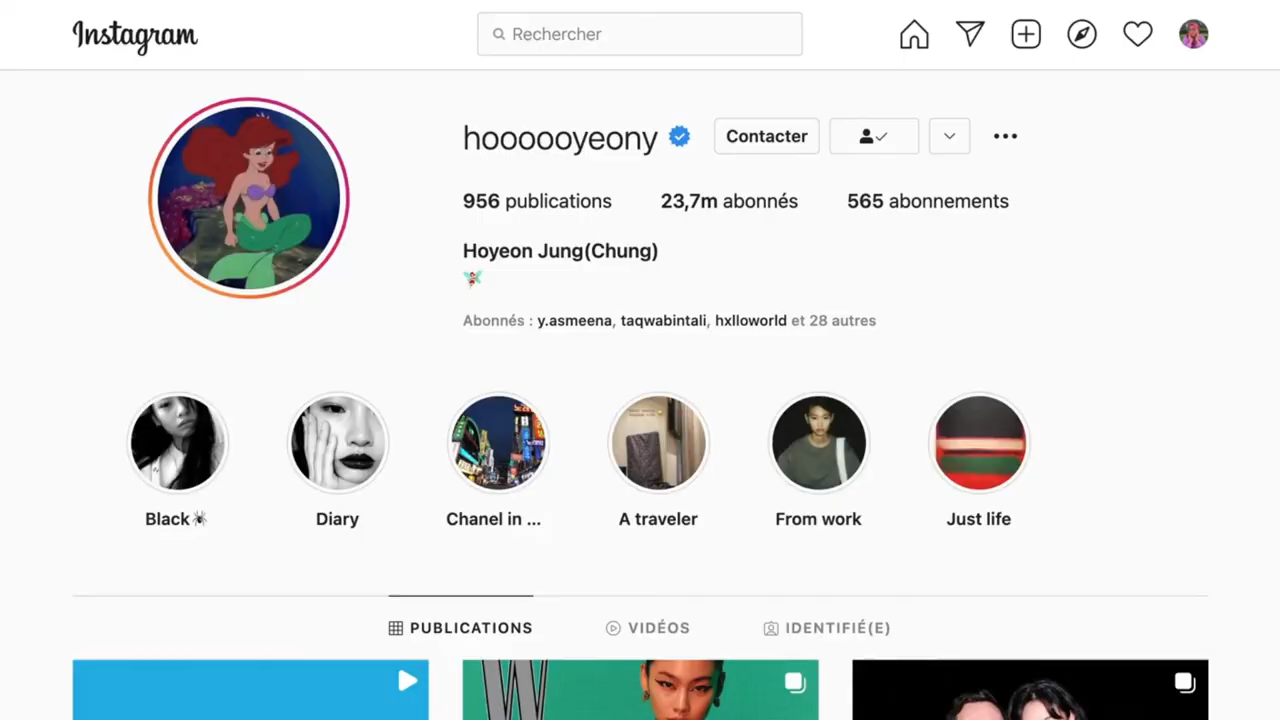 Instagram
Rechercher
hoooooyeony
Contacter
956 publications
23,7m abonnés
565 abonnements
Hoyeon Jung(Chung)
Abonnés : y.asmeena, taqwabintali, hxlloworld et 28 autres
Black
Diary
Chanel in ...
A traveler
From work
Just life
PUBLICATIONS
VIDÉOS
IDENTIFIÉ(E)
W